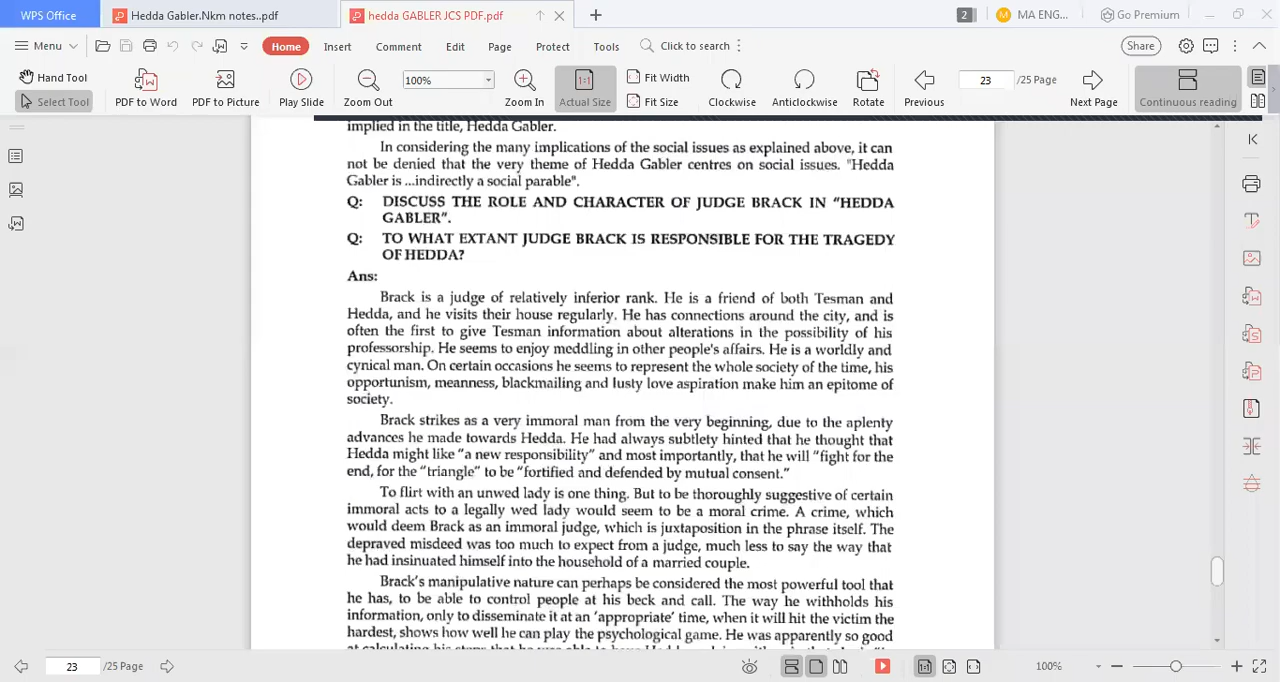 WPS Office
Hedda Gabler.Nkm notes..pdf
hedda GABLER JCS PDF.pdf
2
MA ENG...
Go Premium
Menu
Home
Insert
Comment
Edit
Page
Protect
Tools
Click to search
Share
Hand Tool
Select Tool
PDF to Word
PDF to Picture
Play Slide
Zoom Out
100%
Zoom In
1:1
Actual Size
Fit Width
Fit Size
Clockwise
Anticlockwise
Rotate
Previous
23
/25 Page
Next Page
Continuous reading
implied in the title, Hedda Gabler.
In considering the many implications of the social issues as explained above, it can
not be denied that the very theme of Hedda Gabler centres on social issues. "Hedda
Gabler is ...indirectly a social parable".
Q: DISCUSS THE ROLE AND CHARACTER OF JUDGE BRACK IN “HEDDA
GABLER”.
Q: TO WHAT EXTANT JUDGE BRACK IS RESPONSIBLE FOR THE TRAGEDY
OF HEDDA?
Ans:
Brack is a judge of relatively inferior rank. He is a friend of both Tesman and
Hedda, and he visits their house regularly. He has connections around the city, and is
often the first to give Tesman information about alterations in the possibility of his
professorship. He seems to enjoy meddling in other people's affairs. He is a worldly and
cynical man. On certain occasions he seems to represent the whole society of the time, his
opportunism, meanness, blackmailing and lusty love aspiration make him an epitome of
society.
Brack strikes as a very immoral man from the very beginning, due to the aplenty
advances he made towards Hedda. He had always subtlety hinted that he thought that
Hedda might like “a new responsibility” and most importantly, that he will “fight for the
end, for the “triangle” to be “fortified and defended by mutual consent.”
To flirt with an unwed lady is one thing. But to be thoroughly suggestive of certain
immoral acts to a legally wed lady would seem to be a moral crime. A crime, which
would deem Brack as an immoral judge, which is juxtaposition in the phrase itself. The
depraved misdeed was too much to expect from a judge, much less to say the way that
he had insinuated himself into the household of a married couple.
Brack's manipulative nature can perhaps be considered the most powerful tool that
he has, to be able to control people at his beck and call. The way he withholds his
information, only to disseminate it at an ‘appropriate’ time, when it will hit the victim the
hardest, shows how well he can play the psychological game. He was apparently so good
23
/25 Page
100%